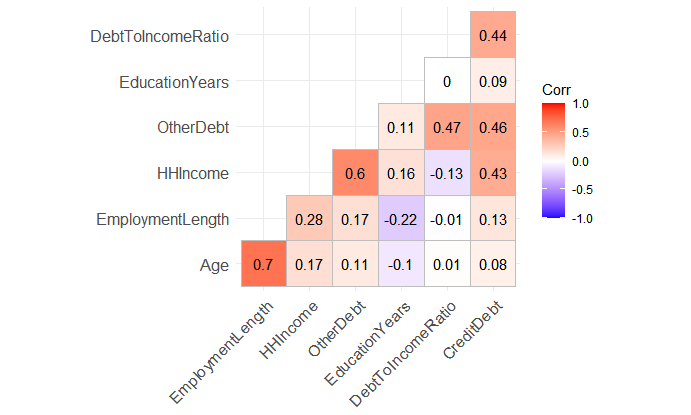 DebtToIncomeRatio 0.44
EducationYears 0 0.09
OtherDebt 0.11 0.47 0.46
HHIncome 0.6 0.16 -0.13 0.43
EmploymentLength 0.28 0.17 -0.22 -0.01 0.13
Age 0.7 0.17 0.11 -0.1 0.01 0.08
EmploymentLength
HHIncome
OtherDebt
EducationYears
DebtToIncomeRatio
CreditDebt
Corr
1.0
0.5
0.0
-0.5
-1.0